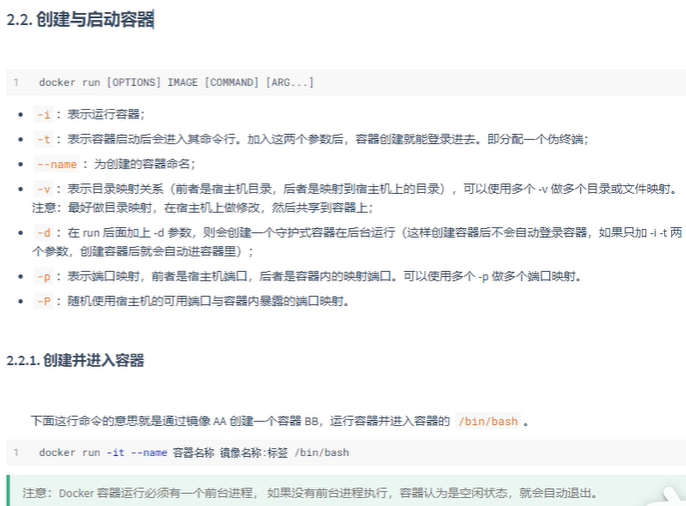 2.2. 创建与启动容器
1 docker run [OPTIONS] IMAGE [COMMAND] [ARG...]
-i ：表示运行容器；
-t ：表示容器启动后会进入其命令行。加入这两个参数后，容器创建就能登录进去。即分配一个伪终端；
--name ：为创建的容器命名；
-v ：表示目录映射关系（前者是宿主机目录，后者是映射到宿主机上的目录），可以使用多个 -v 做多个目录或文件映射。
注意：最好做目录映射，在宿主机上做修改，然后共享到容器上；
-d ：在 run 后面加上 -d 参数，则会创建一个守护式容器在后台运行（这样创建容器后不会自动登录容器，如果只加 -i -t 两
个参数，创建容器后就会自动进容器里）；
-p ：表示端口映射，前者是宿主机端口，后者是容器内的映射端口。可以使用多个 -p 做多个端口映射。
-P ：随机使用宿主机的可用端口与容器内暴露的端口映射。
2.2.1. 创建并进入容器
下面这行命令的意思就是通过镜像 AA 创建一个容器 BB，运行容器并进入容器的 /bin/bash 。
1 docker run -it --name 容器名称 镜像名称:标签 /bin/bash
注意：Docker 容器运行必须有一个前台进程， 如果没有前台进程执行，容器认为是空闲状态，就会自动退出。